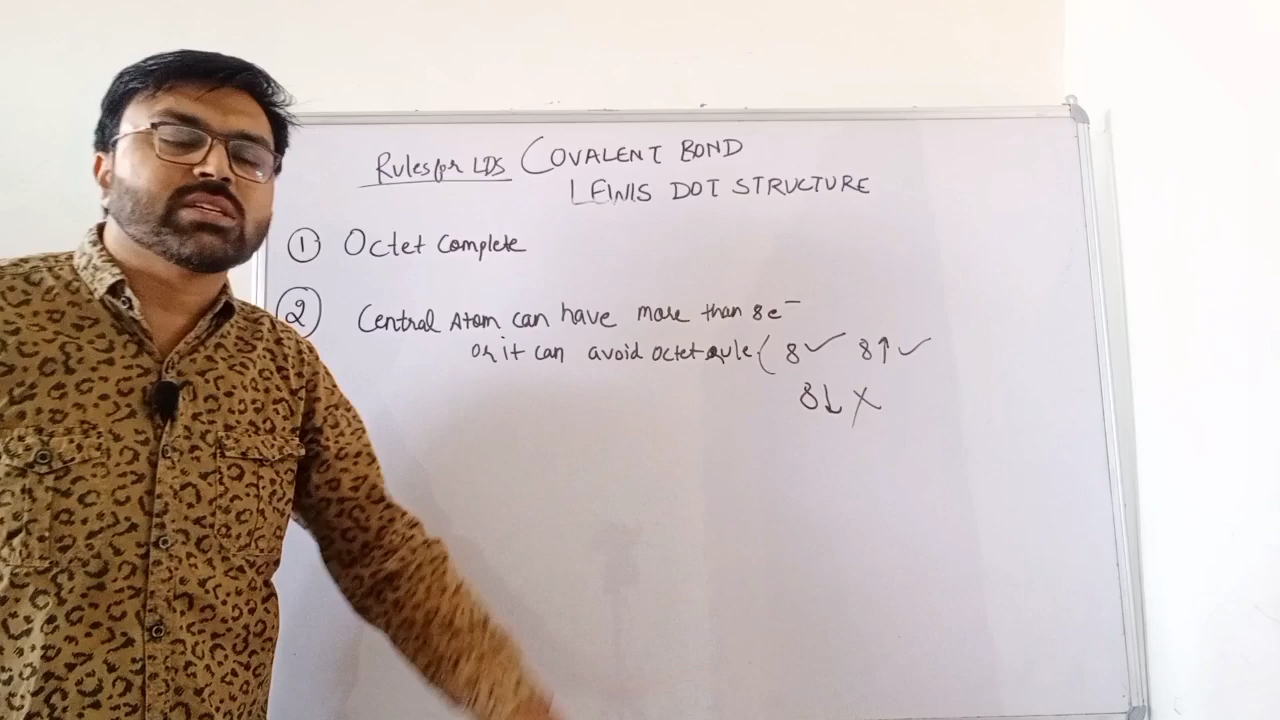 Rules for LDS COVALENT BOND
LEWIS DOT STRUCTURE
① Octet Complete
② Central Atom can have more than 8e⁻
or it can avoid octet rule ( 8 ✓ 8↑ ✓
8↓ ✗